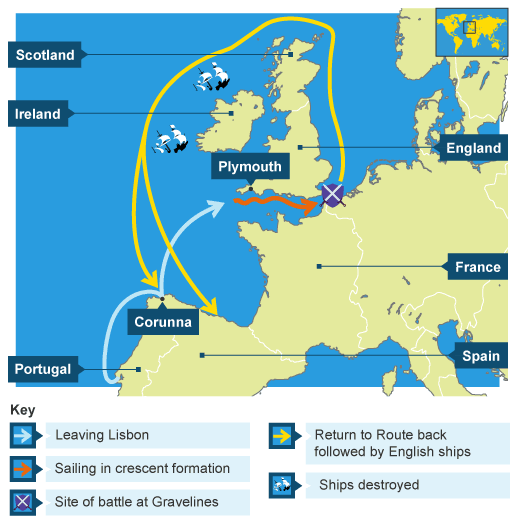 Scotland
Ireland
Plymouth
England
France
Corunna
Portugal
Spain
Key
Leaving Lisbon
Sailing in crescent formation
Site of battle at Gravelines
Return to Route back
followed by English ships
Ships destroyed